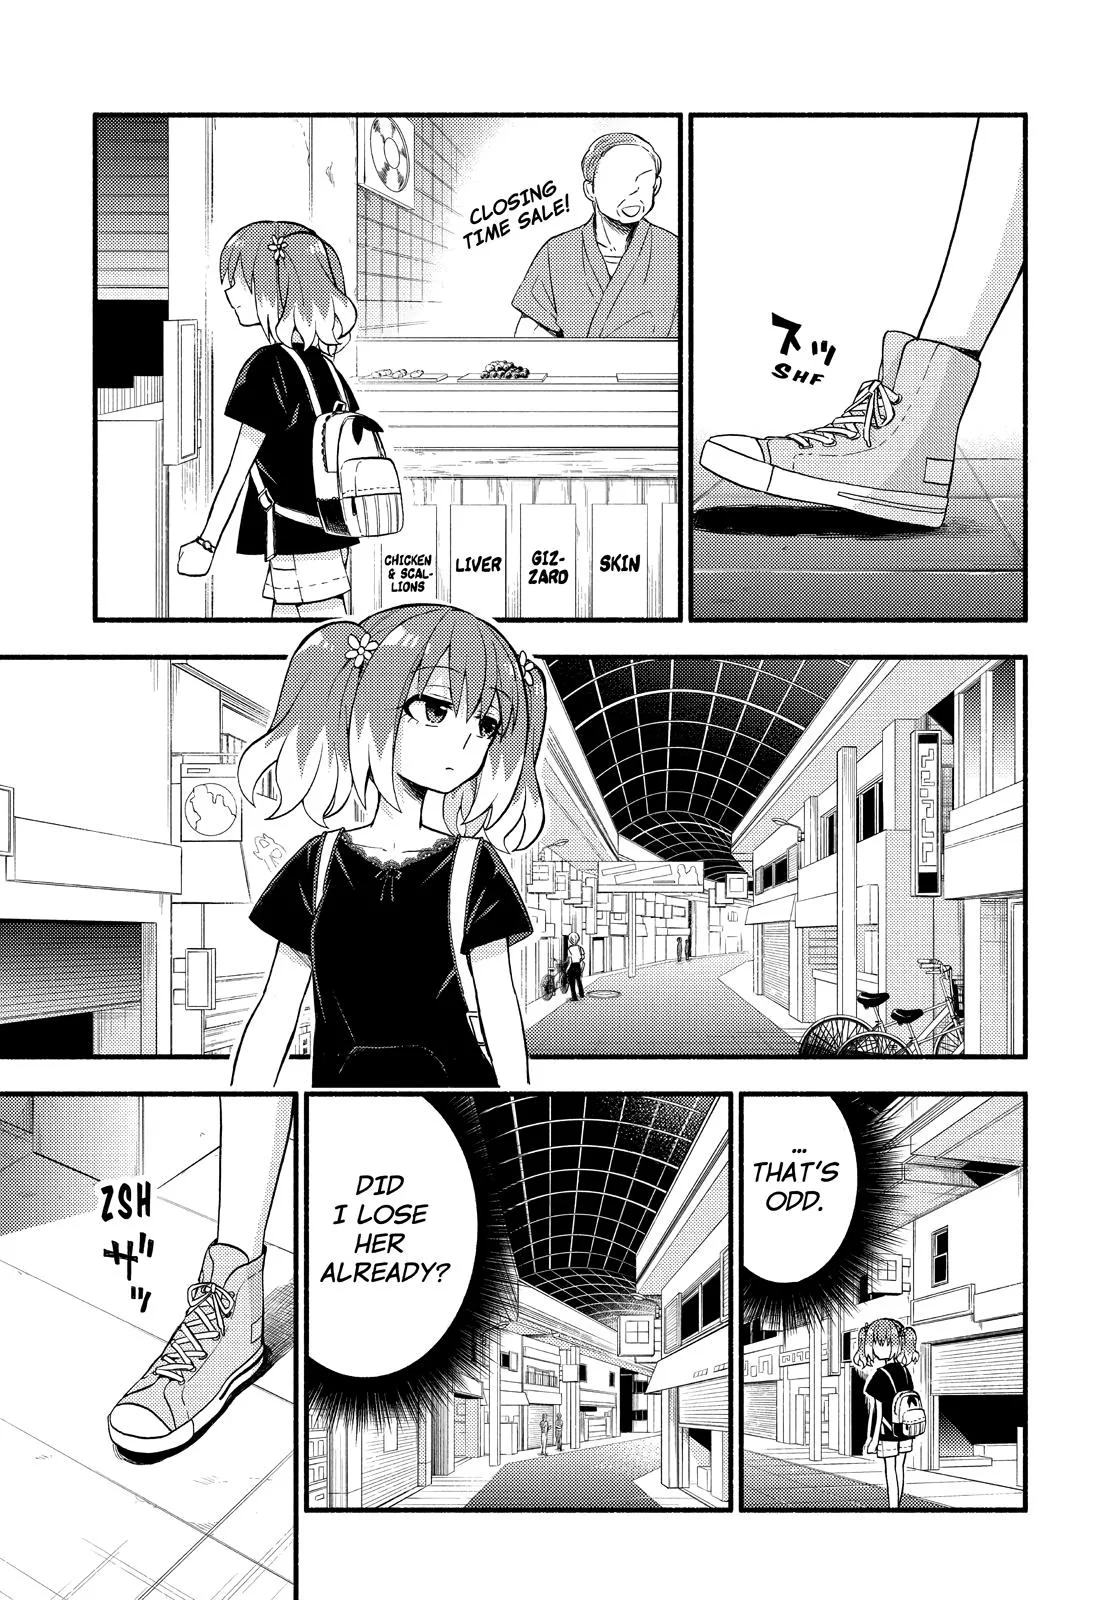 スッ
SHF
CLOSING
TIME SALE!
SKIN
GIZ-
ZARD
LIVER
CHICKEN
& SCAL-
LIONS
...
THAT'S
ODD.
DID
I LOSE
HER
ALREADY?
ZSH
ザッ